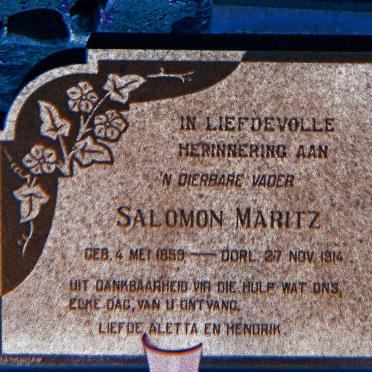 IN LIEFDEVOLLE
HERINNERING AAN
'N DIERBARE VADER
SALOMON MARITZ
GEB. 4 MEI 1859 — OORL. 27 NOV. 1914
UIT DANKBAARHEID VIR DIE HULP WAT ONS,
ELKE DAG, VAN U ONTVANG.
LIEFDE, ALETTA EN HENDRIK.